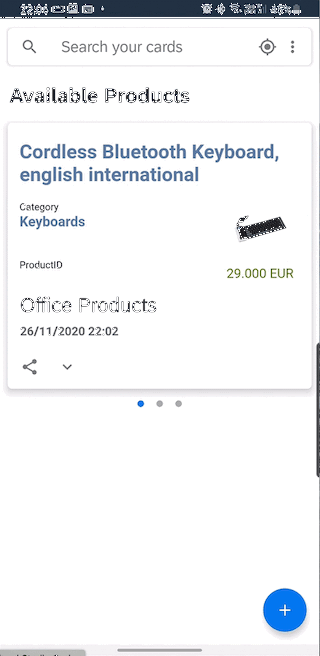 Search your cards
Available Products
Cordless Bluetooth Keyboard,
english international
Category
Keyboards
ProductID
29.000 EUR
Office Products
26/11/2020 22:02